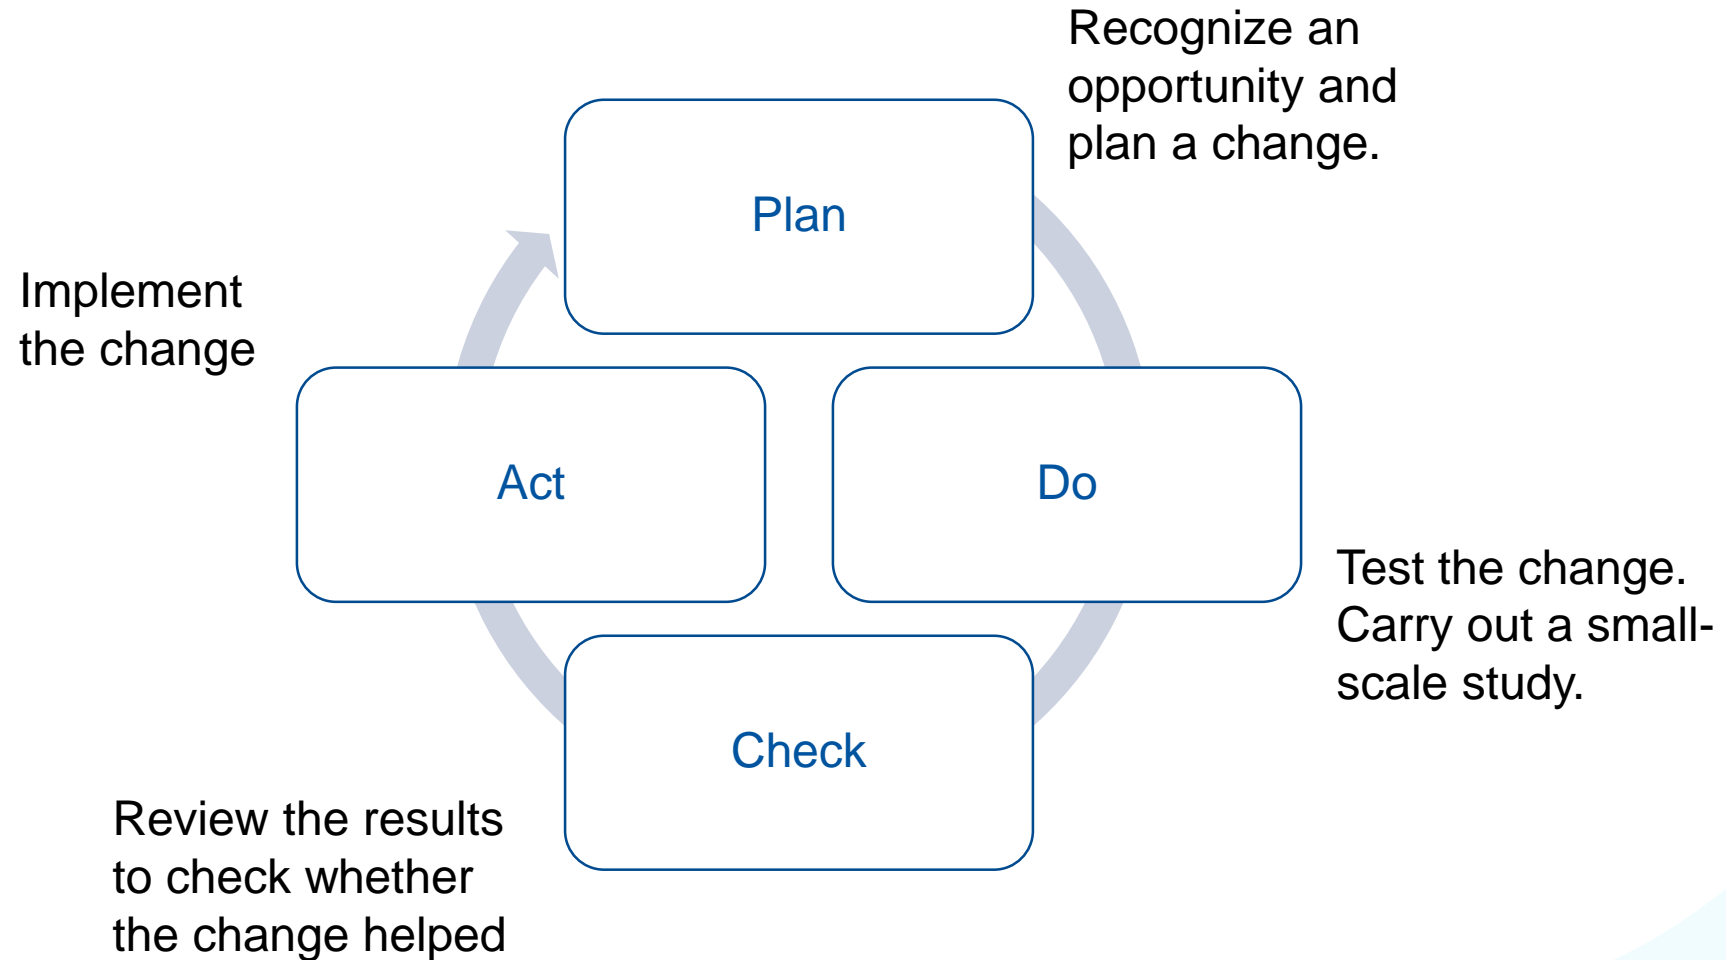 Recognize an
opportunity and
plan a change.
Plan
Implement
the change
Act
Do
Test the change.
Carry out a small-
scale study.
Check
Review the results
to check whether
the change helped